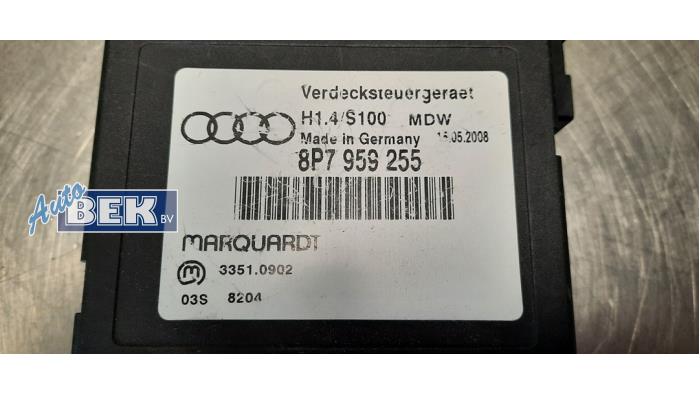 Verdecksteuergeraet
H1.4/S100 MDW
Made in Germany 15.05.2008
8P7 959 255
Auto
BEK BV
MARQUARDT
m 3351.0902
03S 8204